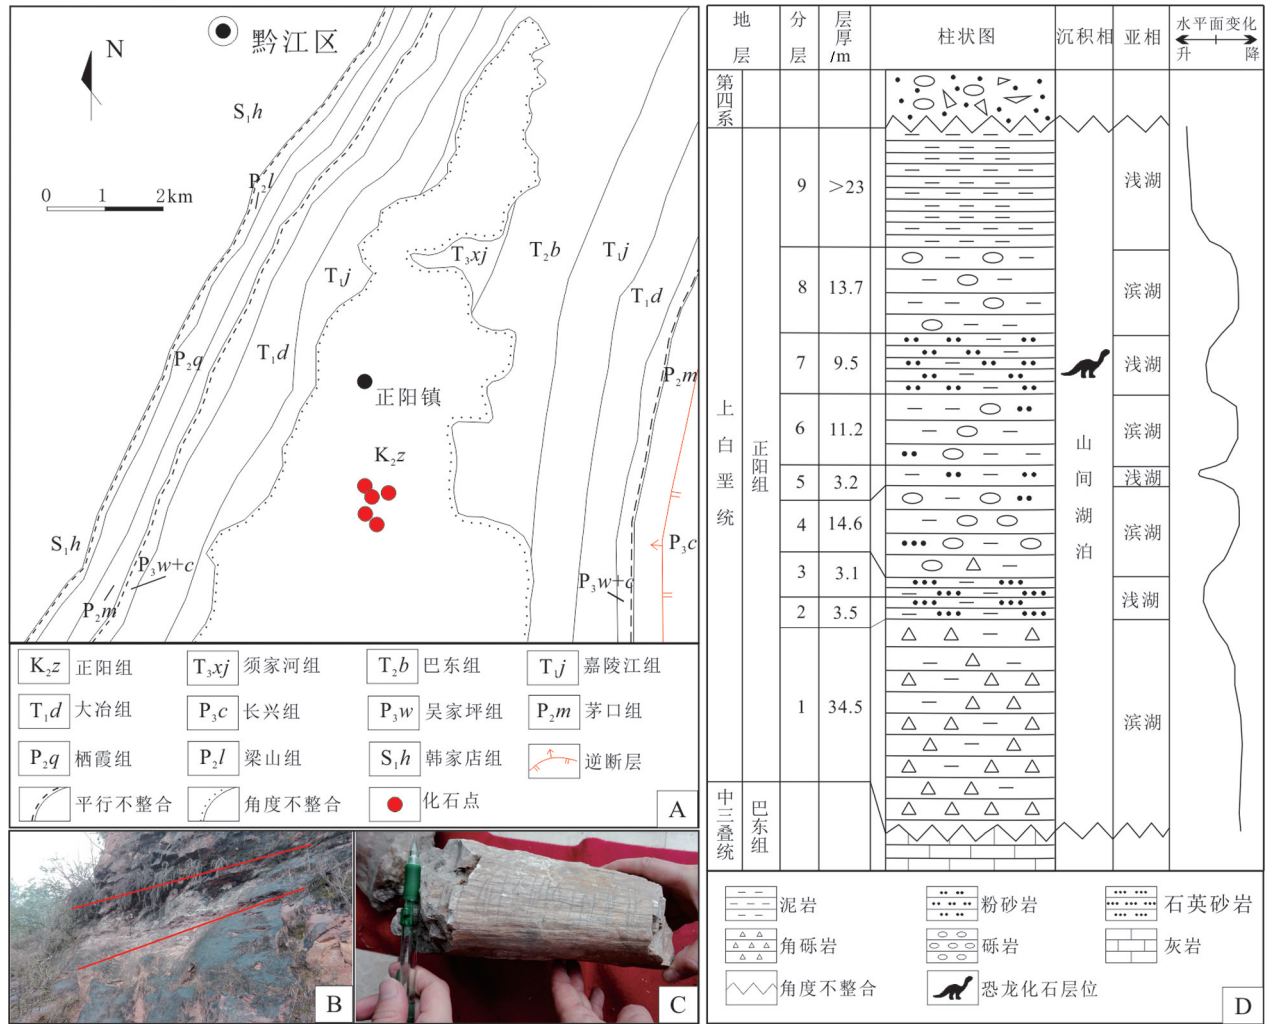 黔江区
N
S₁h
P₂l
0 1 2km
T₃xj
T₂b
T₁j
T₁j
T₁d
P₂q
T₁d
P₂m
正阳镇
K₂z
S₁h
P₃w+c
P₃c
P₃w+c
P₂m
K₂z 正阳组 T₃xj 须家河组 T₂b 巴东组 T₁j 嘉陵江组
T₁d 大冶组 P₃c 长兴组 P₃w 吴家坪组 P₂m 茅口组
P₂q 栖霞组 P₂l 梁山组 S₁h 韩家店组 逆断层
平行不整合 角度不整合 化石点
A
B
C
地层 分层 层厚/m 柱状图 沉积相 亚相 水平面变化
升 降
第四系
上白垩统
正阳组
山间湖泊
9 >23 浅湖
8 13.7 滨湖
7 9.5 浅湖
6 11.2 滨湖
5 3.2 浅湖
4 14.6 滨湖
3 3.1 浅湖
2 3.5
1 34.5 滨湖
中三叠统 巴东组
泥岩 粉砂岩 石英砂岩
角砾岩 砾岩 灰岩
角度不整合 恐龙化石层位
D